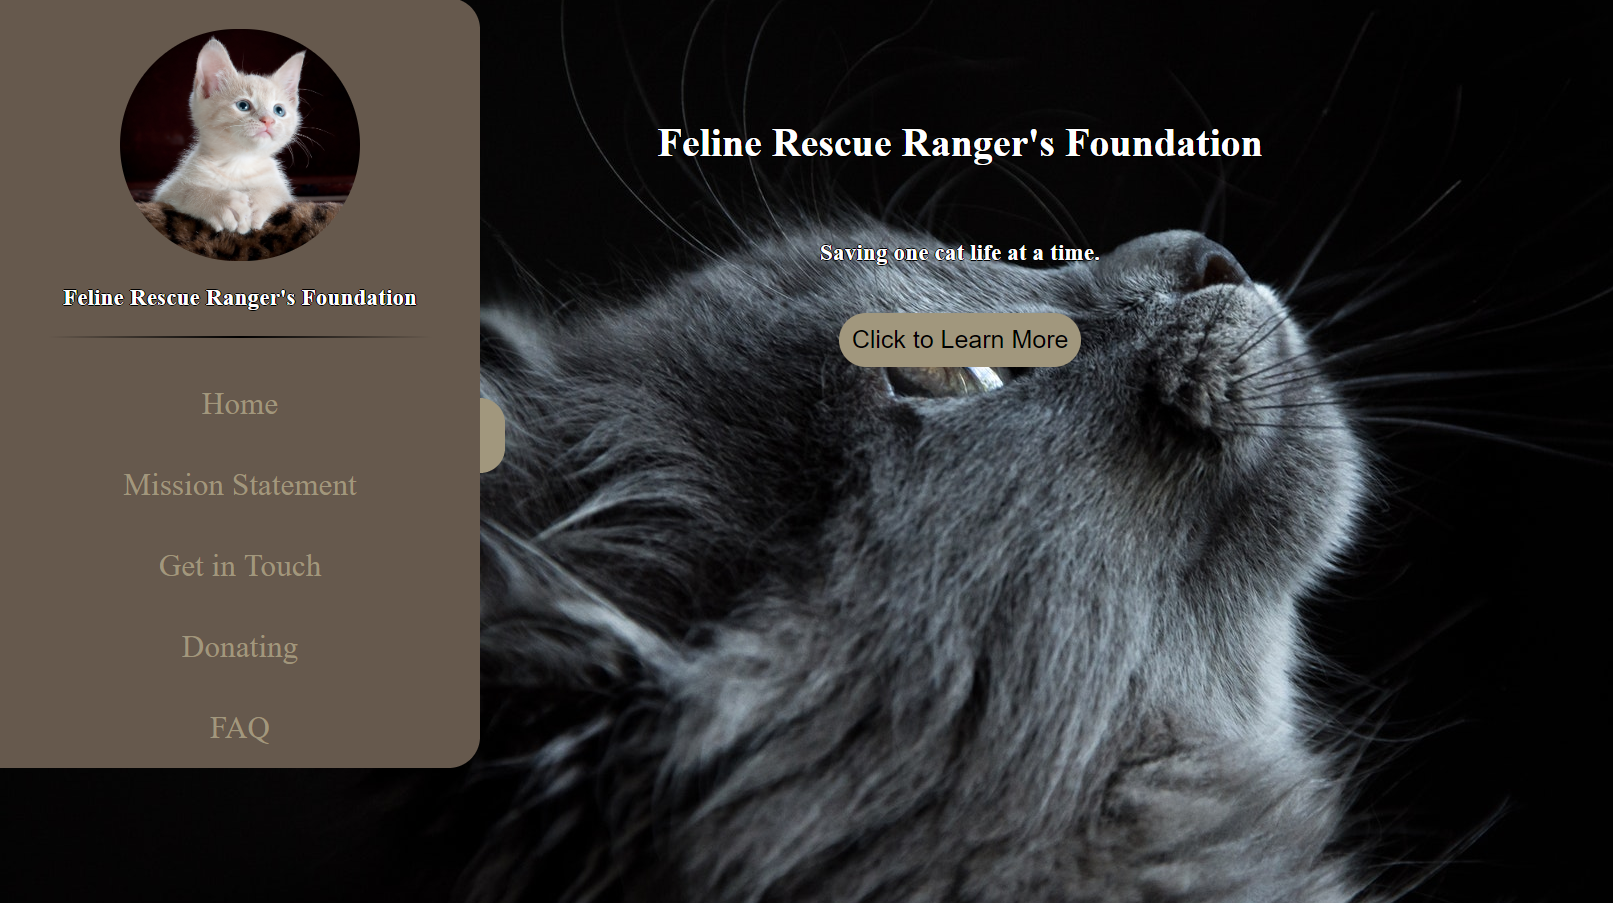 Feline Rescue Ranger's Foundation
Home
Mission Statement
Get in Touch
Donating
FAQ
Feline Rescue Ranger's Foundation
Saving one cat life at a time.
Click to Learn More